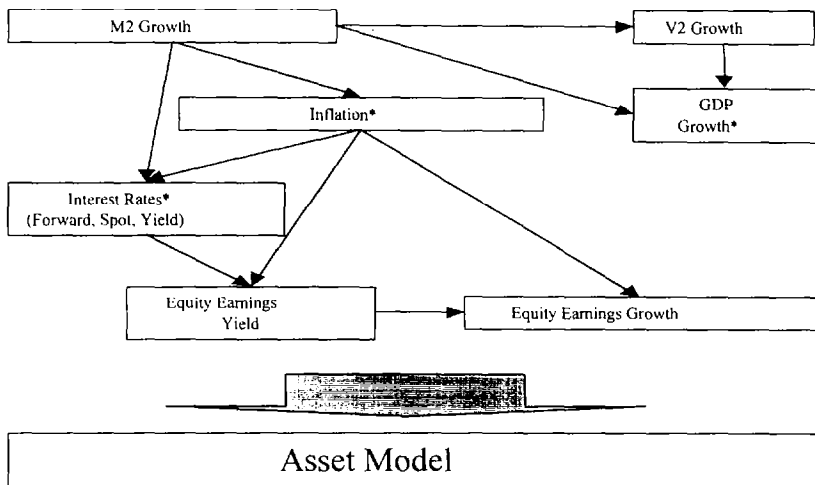 M2 Growth
V2 Growth
Inflation*
GDP
Growth*
Interest Rates*
(Forward, Spot, Yield)
Equity Earnings
Yield
Equity Earnings Growth
Asset Model